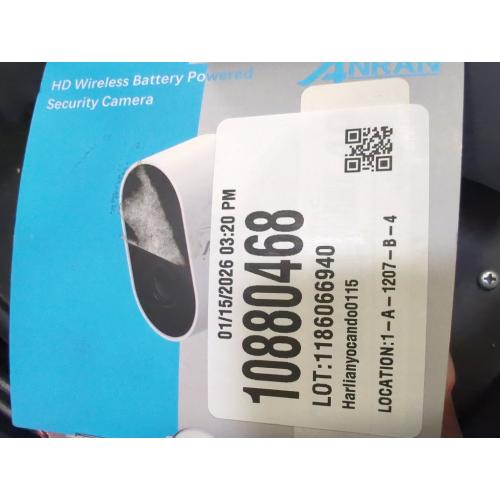 HD Wireless Battery Powered
Security Camera
ANRAN
01/15/2026 03:20 PM
10880468
LOT:1186066940
Harlianyocando0115
LOCATION:1-A-1207-B-4